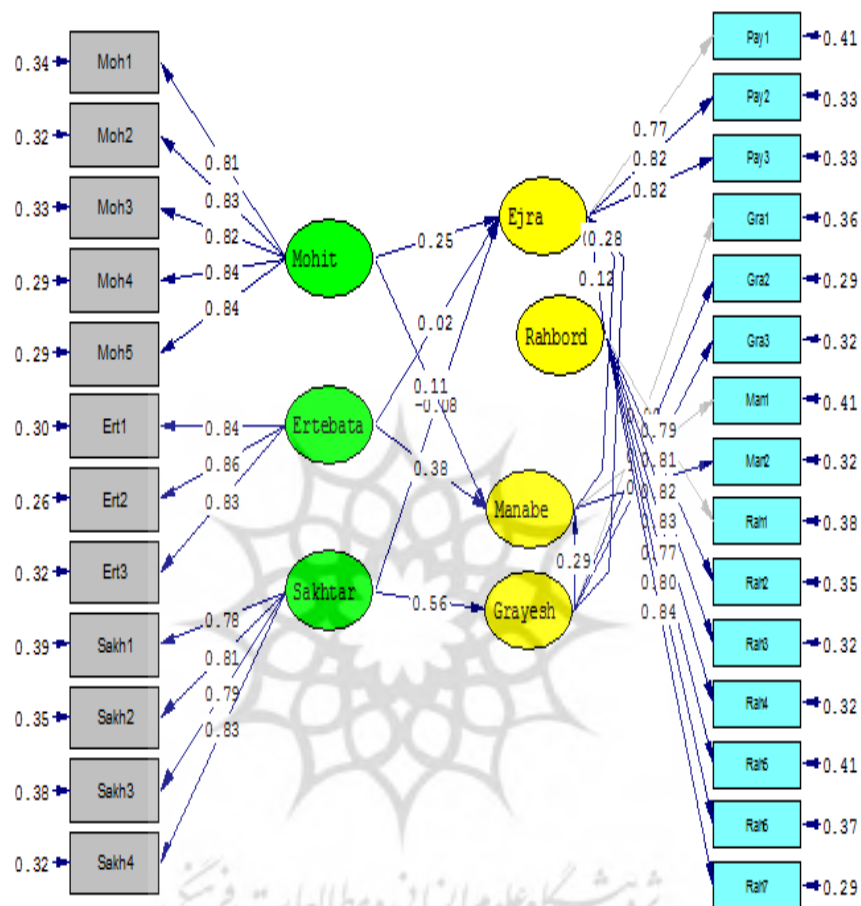 0.34 Moh1
0.32 Moh2
0.33 Moh3
0.29 Moh4
0.29 Moh5
0.30 Ert1
0.26 Ert2
0.32 Ert3
0.39 Sakh1
0.35 Sakh2
0.38 Sakh3
0.32 Sakh4
0.81
0.83
0.82
0.84
0.84
0.84
0.86
0.83
0.78
0.81
0.79
0.83
Mohit
Ertebata
Sakhtar
0.25
0.02
0.11
-0.08
0.38
0.56
Ejra
Rahbord
Manabe
Grayesh
0.28
0.12
0.29
0.77
0.82
0.82
0.79
0.81
0.82
0.83
0.77
0.80
0.84
Pay1 0.41
Pay2 0.33
Pay3 0.33
Gra1 0.36
Gra2 0.29
Gra3 0.32
Man1 0.41
Man2 0.32
Rah1 0.38
Rah2 0.35
Rah3 0.32
Rah4 0.32
Rah5 0.41
Rah6 0.37
Rah7 0.29
پژوهشگاه علوم انسانی و مطالعات فرهنگی